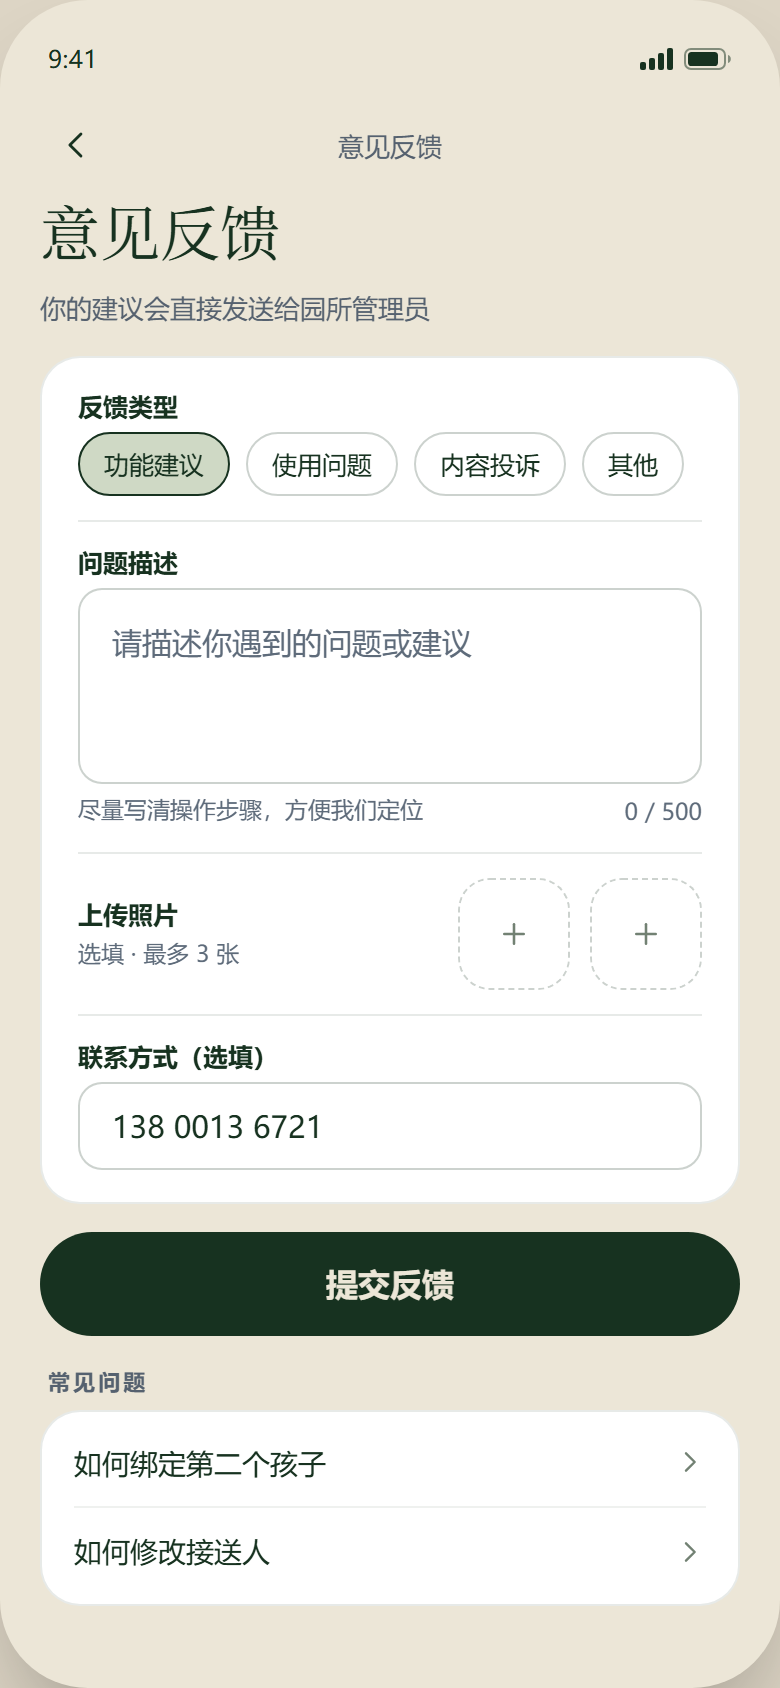 9:41
意见反馈
意见反馈
你的建议会直接发送给园所管理员
反馈类型
功能建议 使用问题 内容投诉 其他
问题描述
请描述你遇到的问题或建议
尽量写清操作步骤，方便我们定位 0 / 500
上传照片
选填 · 最多 3 张
联系方式（选填）
138 0013 6721
提交反馈
常见问题
如何绑定第二个孩子
如何修改接送人